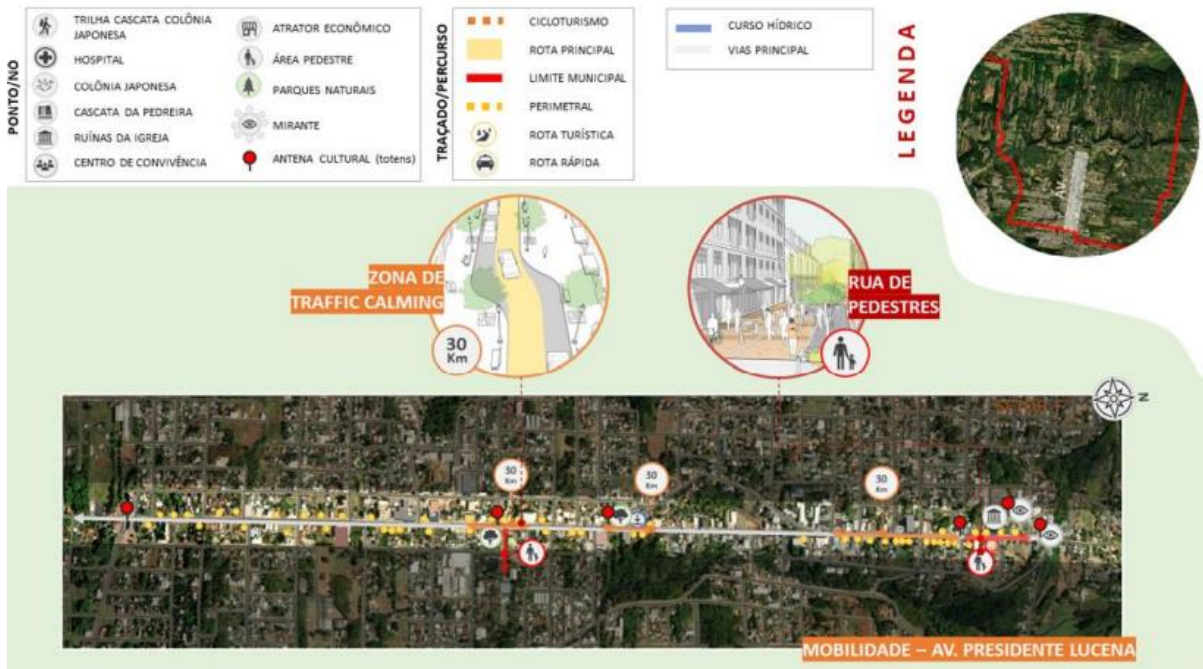 PONTO/NO
TRILHA CASCATA COLÔNIA
JAPONESA
HOSPITAL
COLÔNIA JAPONESA
CASCATA DA PEDREIRA
RUÍNAS DA IGREJA
CENTRO DE CONVIVÊNCIA
ATRATOR ECONÔMICO
ÁREA PEDESTRE
PARQUES NATURAIS
MIRANTE
ANTENA CULTURAL (totens)
TRAÇADO/PERCURSO
CICLOTURISMO
ROTA PRINCIPAL
LIMITE MUNICIPAL
PERIMETRAL
ROTA TURÍSTICA
ROTA RÁPIDA
CURSO HÍDRICO
VIAS PRINCIPAL
LEGENDA
AV.
ZONA DE
TRAFFIC CALMING
30
Km
RUA DE
PEDESTRES
N
30
Km
30
Km
30
Km
MOBILIDADE – AV. PRESIDENTE LUCENA